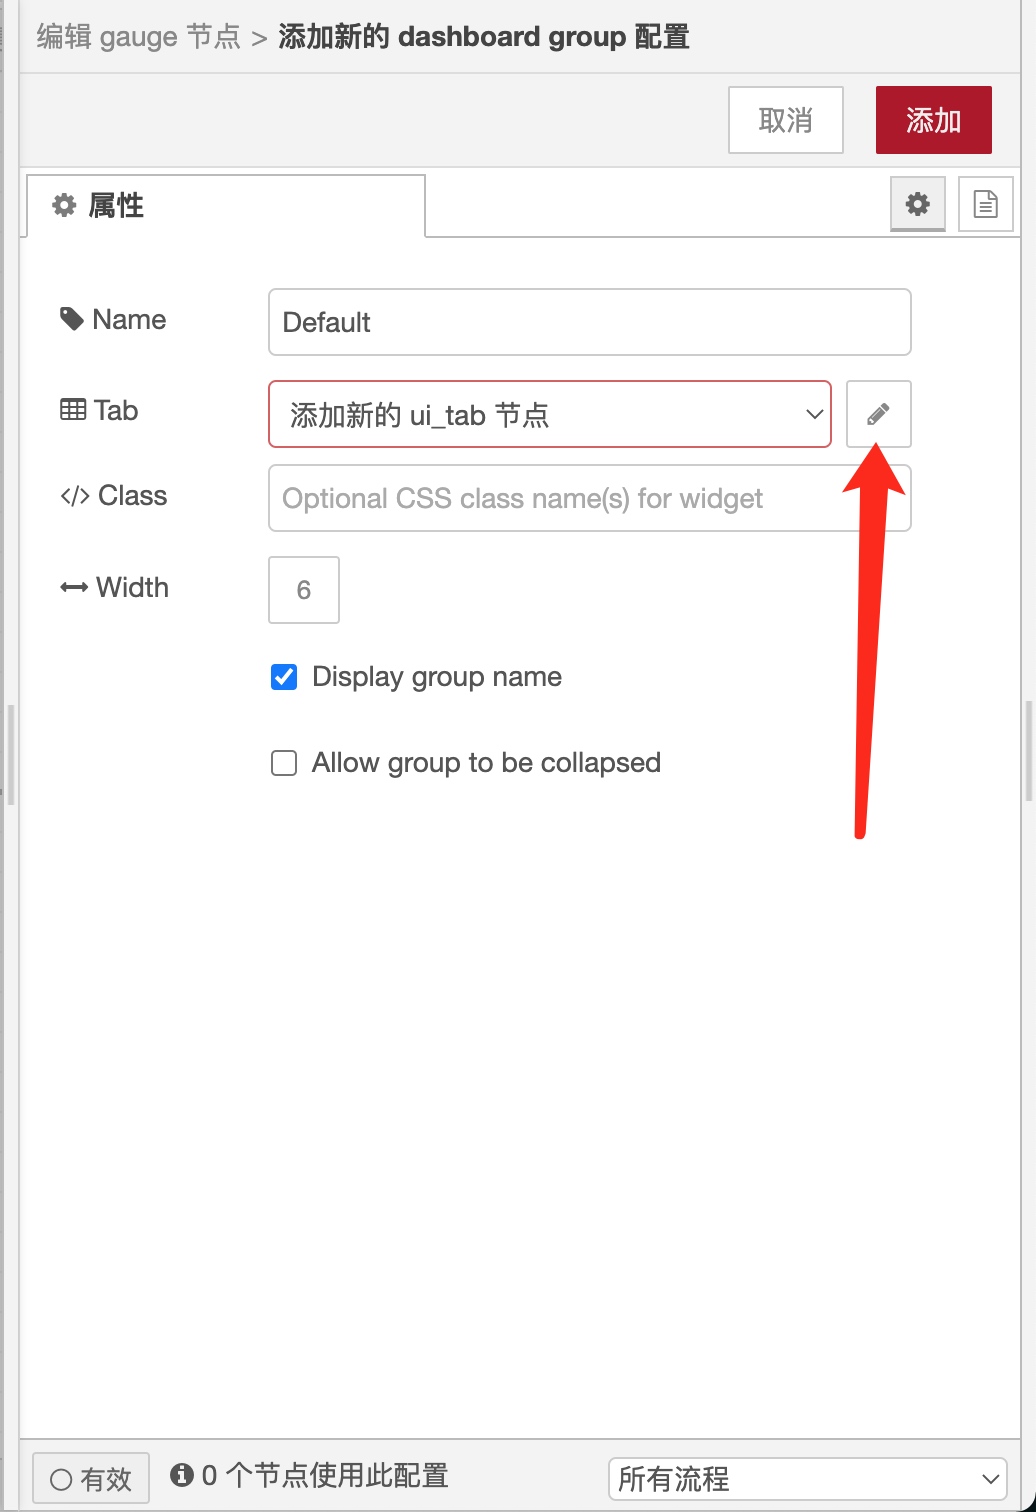 编辑 gauge 节点 > 添加新的 dashboard group 配置
取消
添加
属性
Name
Default
Tab
添加新的 ui_tab 节点
</> Class
Optional CSS class name(s) for widget
Width
6
Display group name
Allow group to be collapsed
有效
0 个节点使用此配置
所有流程